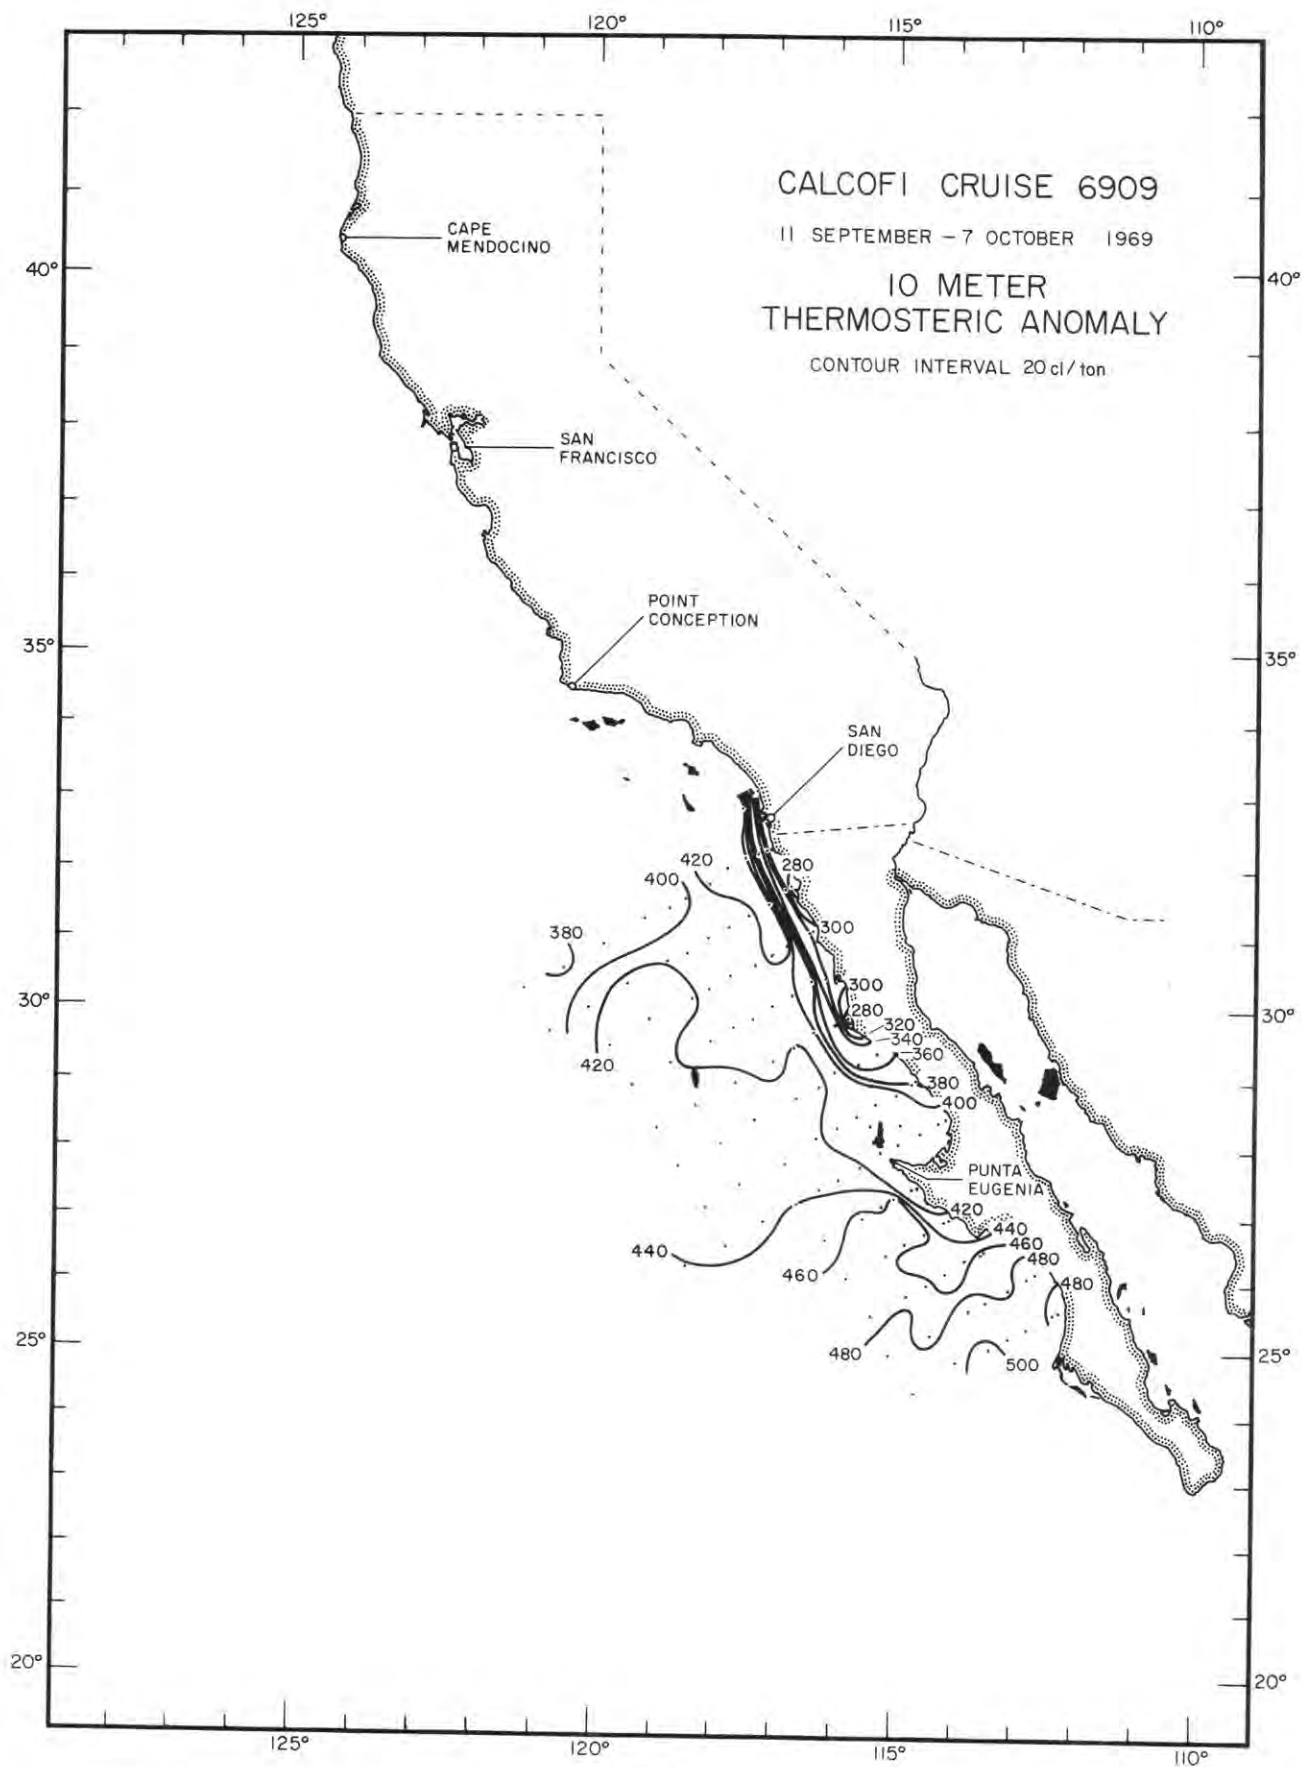 125°
120°
115°
110°
CALCOFI CRUISE 6909
11 SEPTEMBER – 7 OCTOBER 1969
10 METER
THERMOSTERIC ANOMALY
CONTOUR INTERVAL 20 cl/ton
CAPE
MENDOCINO
40°
40°
SAN
FRANCISCO
POINT
CONCEPTION
35°
35°
SAN
DIEGO
420
280
400
380
300
300
280
30°
320
30°
340
360
420
380
400
PUNTA
EUGENIA
420
440
440
460
460
480
480
25°
480
500
25°
20°
20°
125°
120°
115°
110°